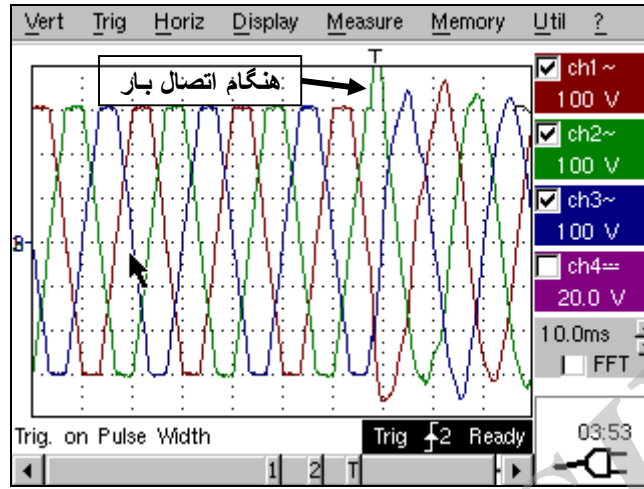 Vert Trig Horiz Display Measure Memory Util ?
T
هنگام اتصال بار
ch1 ~
100 V
ch2~
100 V
ch3~
100 V
ch4
20.0 V
10.0ms
FFT
Trig. on Pulse Width
Trig 2 Ready
03:53
1 2 T